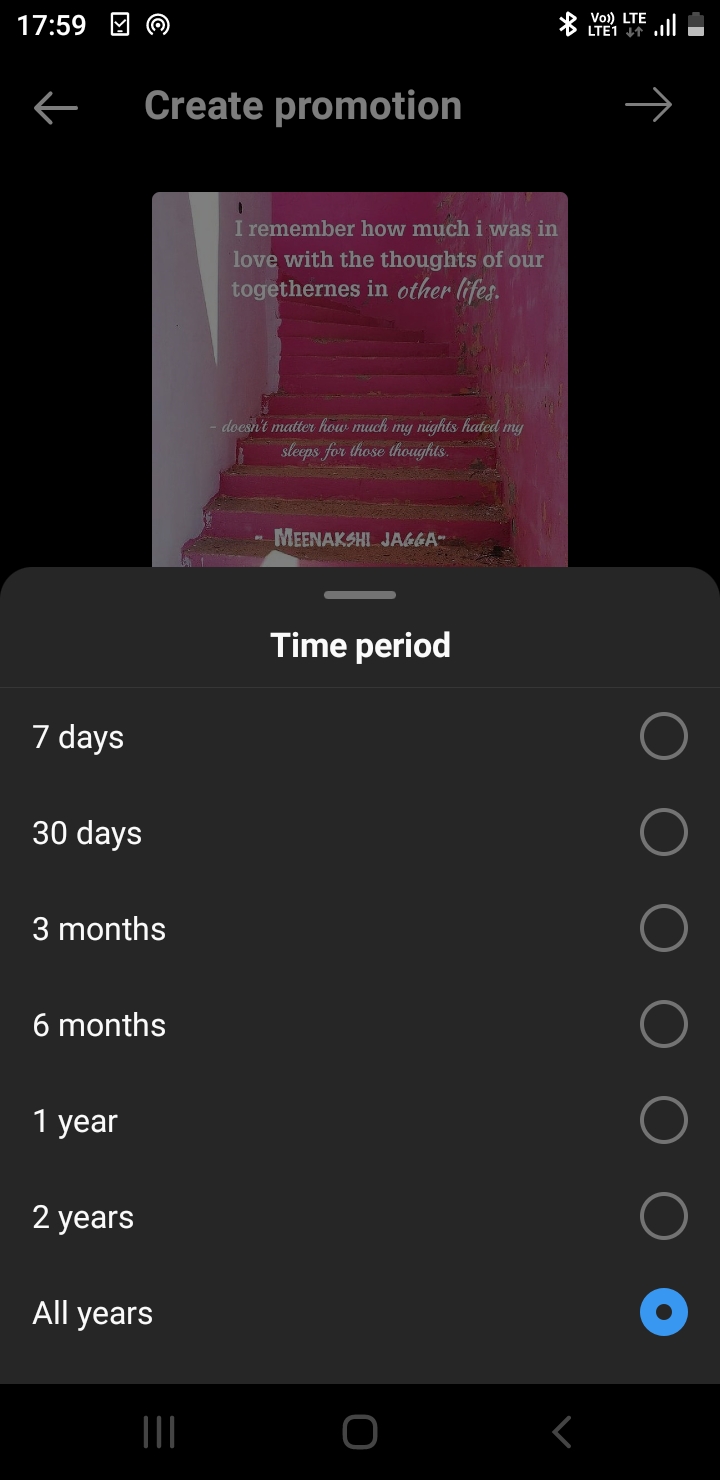 17:59
Vo)) LTE
LTE1
Create promotion
I remember how much i was in
love with the thoughts of our
togethernes in other lifes.
- doesn't matter how much my nights hated my
sleeps for those thoughts.
- MEENAKSHI JAGGA-
Time period
7 days
30 days
3 months
6 months
1 year
2 years
All years